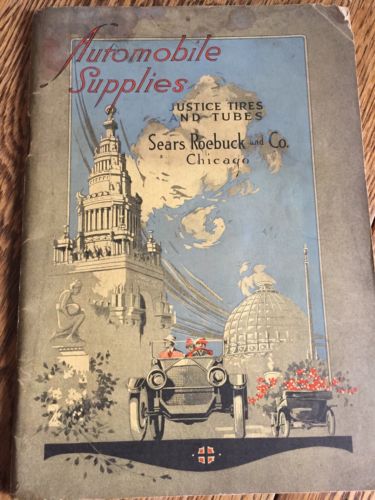 Automobile
Supplies
JUSTICE TIRES
AND TUBES
Sears Roebuck and Co.
Chicago